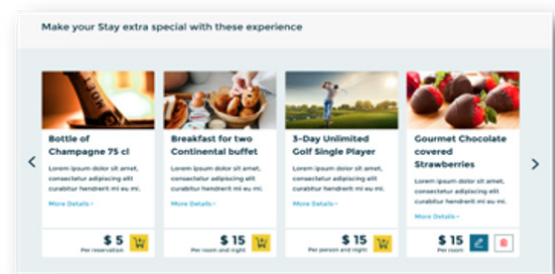 Make your Stay extra special with these experience
Bottle of
Champagne 75 cl
Lorem ipsum dolor sit amet,
consectetur adipiscing elit
curabitur hendrerit mi eu mi.
More Details
$ 5
Per reservation
Breakfast for two
Continental buffet
Lorem ipsum dolor sit amet,
consectetur adipiscing elit
curabitur hendrerit mi eu mi.
More Details
$ 15
Per room and night
3-Day Unlimited
Golf Single Player
Lorem ipsum dolor sit amet,
consectetur adipiscing elit
curabitur hendrerit mi eu mi.
More Details
$ 15
Per person and night
Gourmet Chocolate
covered
Strawberries
Lorem ipsum dolor sit amet,
consectetur adipiscing elit
curabitur hendrerit mi eu mi.
More Details
$ 15
Per room